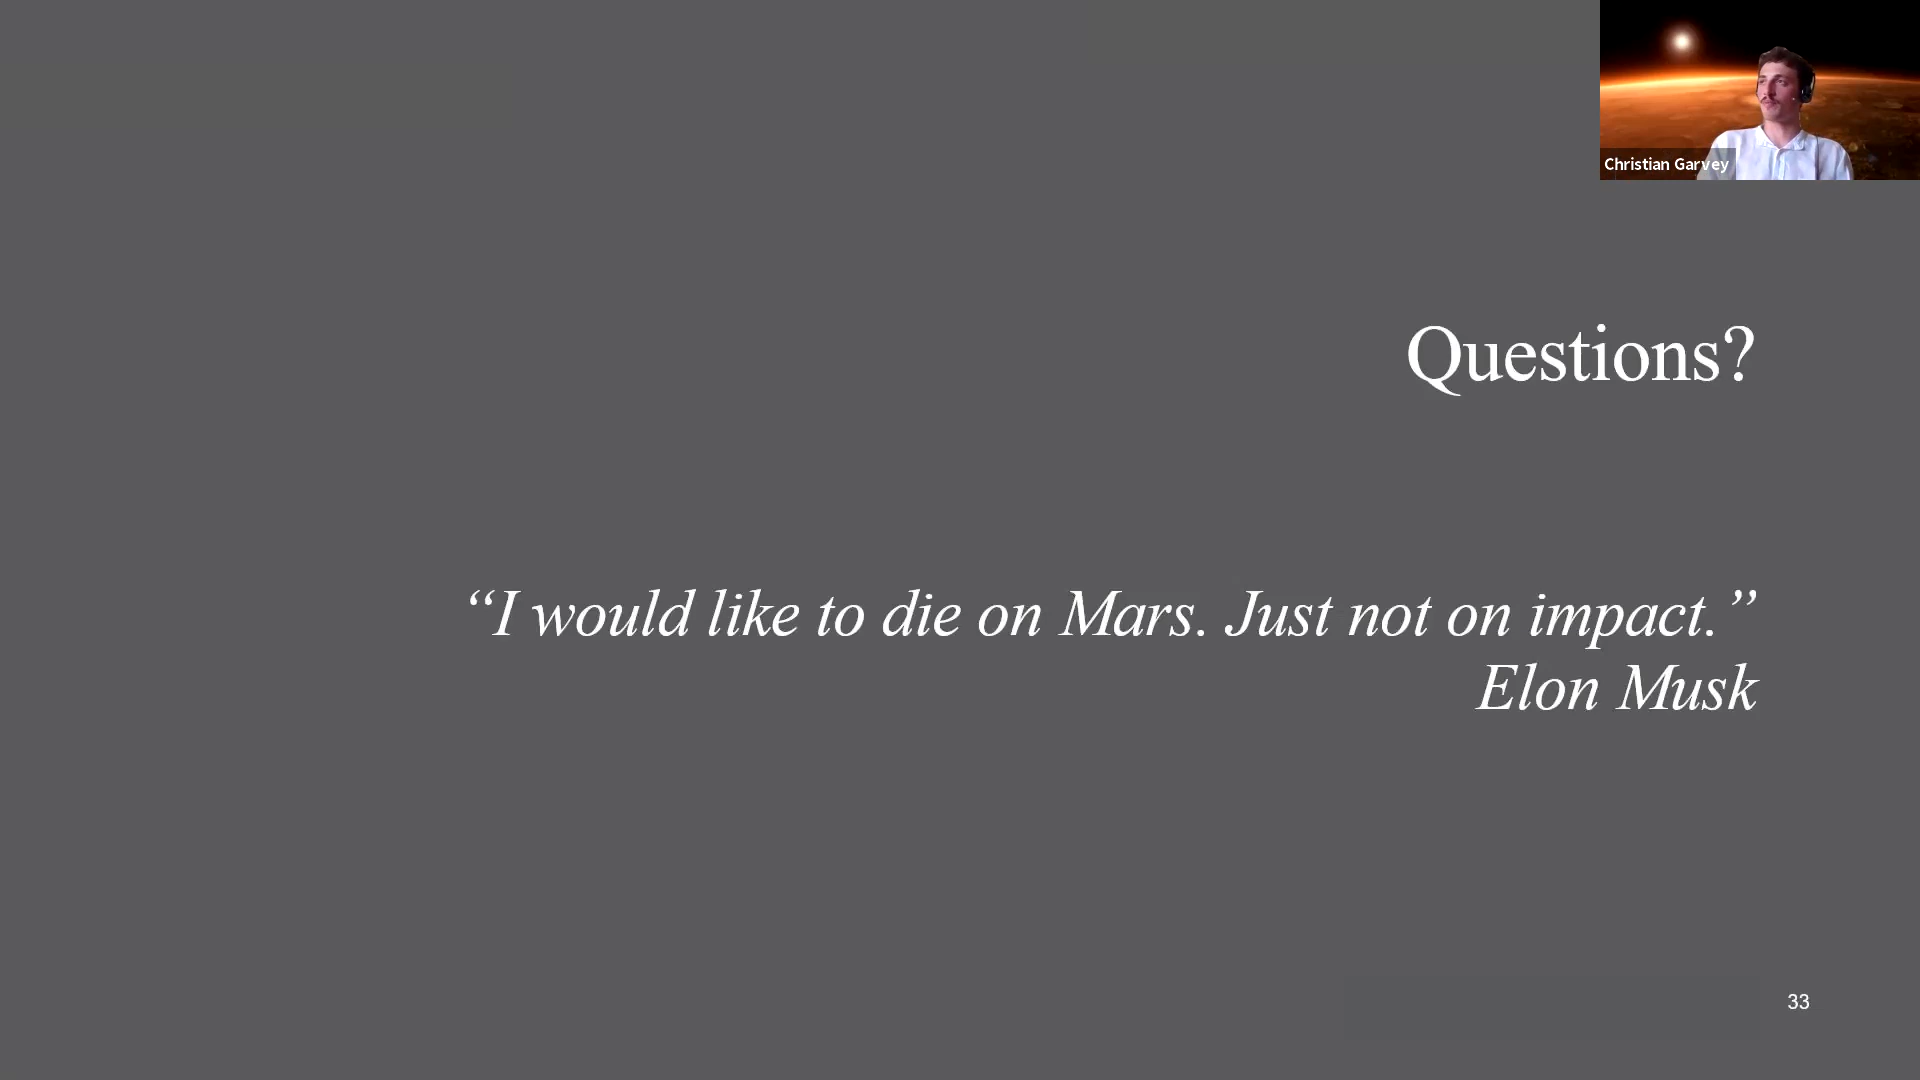 Christian Garvey
Questions?
“I would like to die on Mars. Just not on impact.”
Elon Musk
33